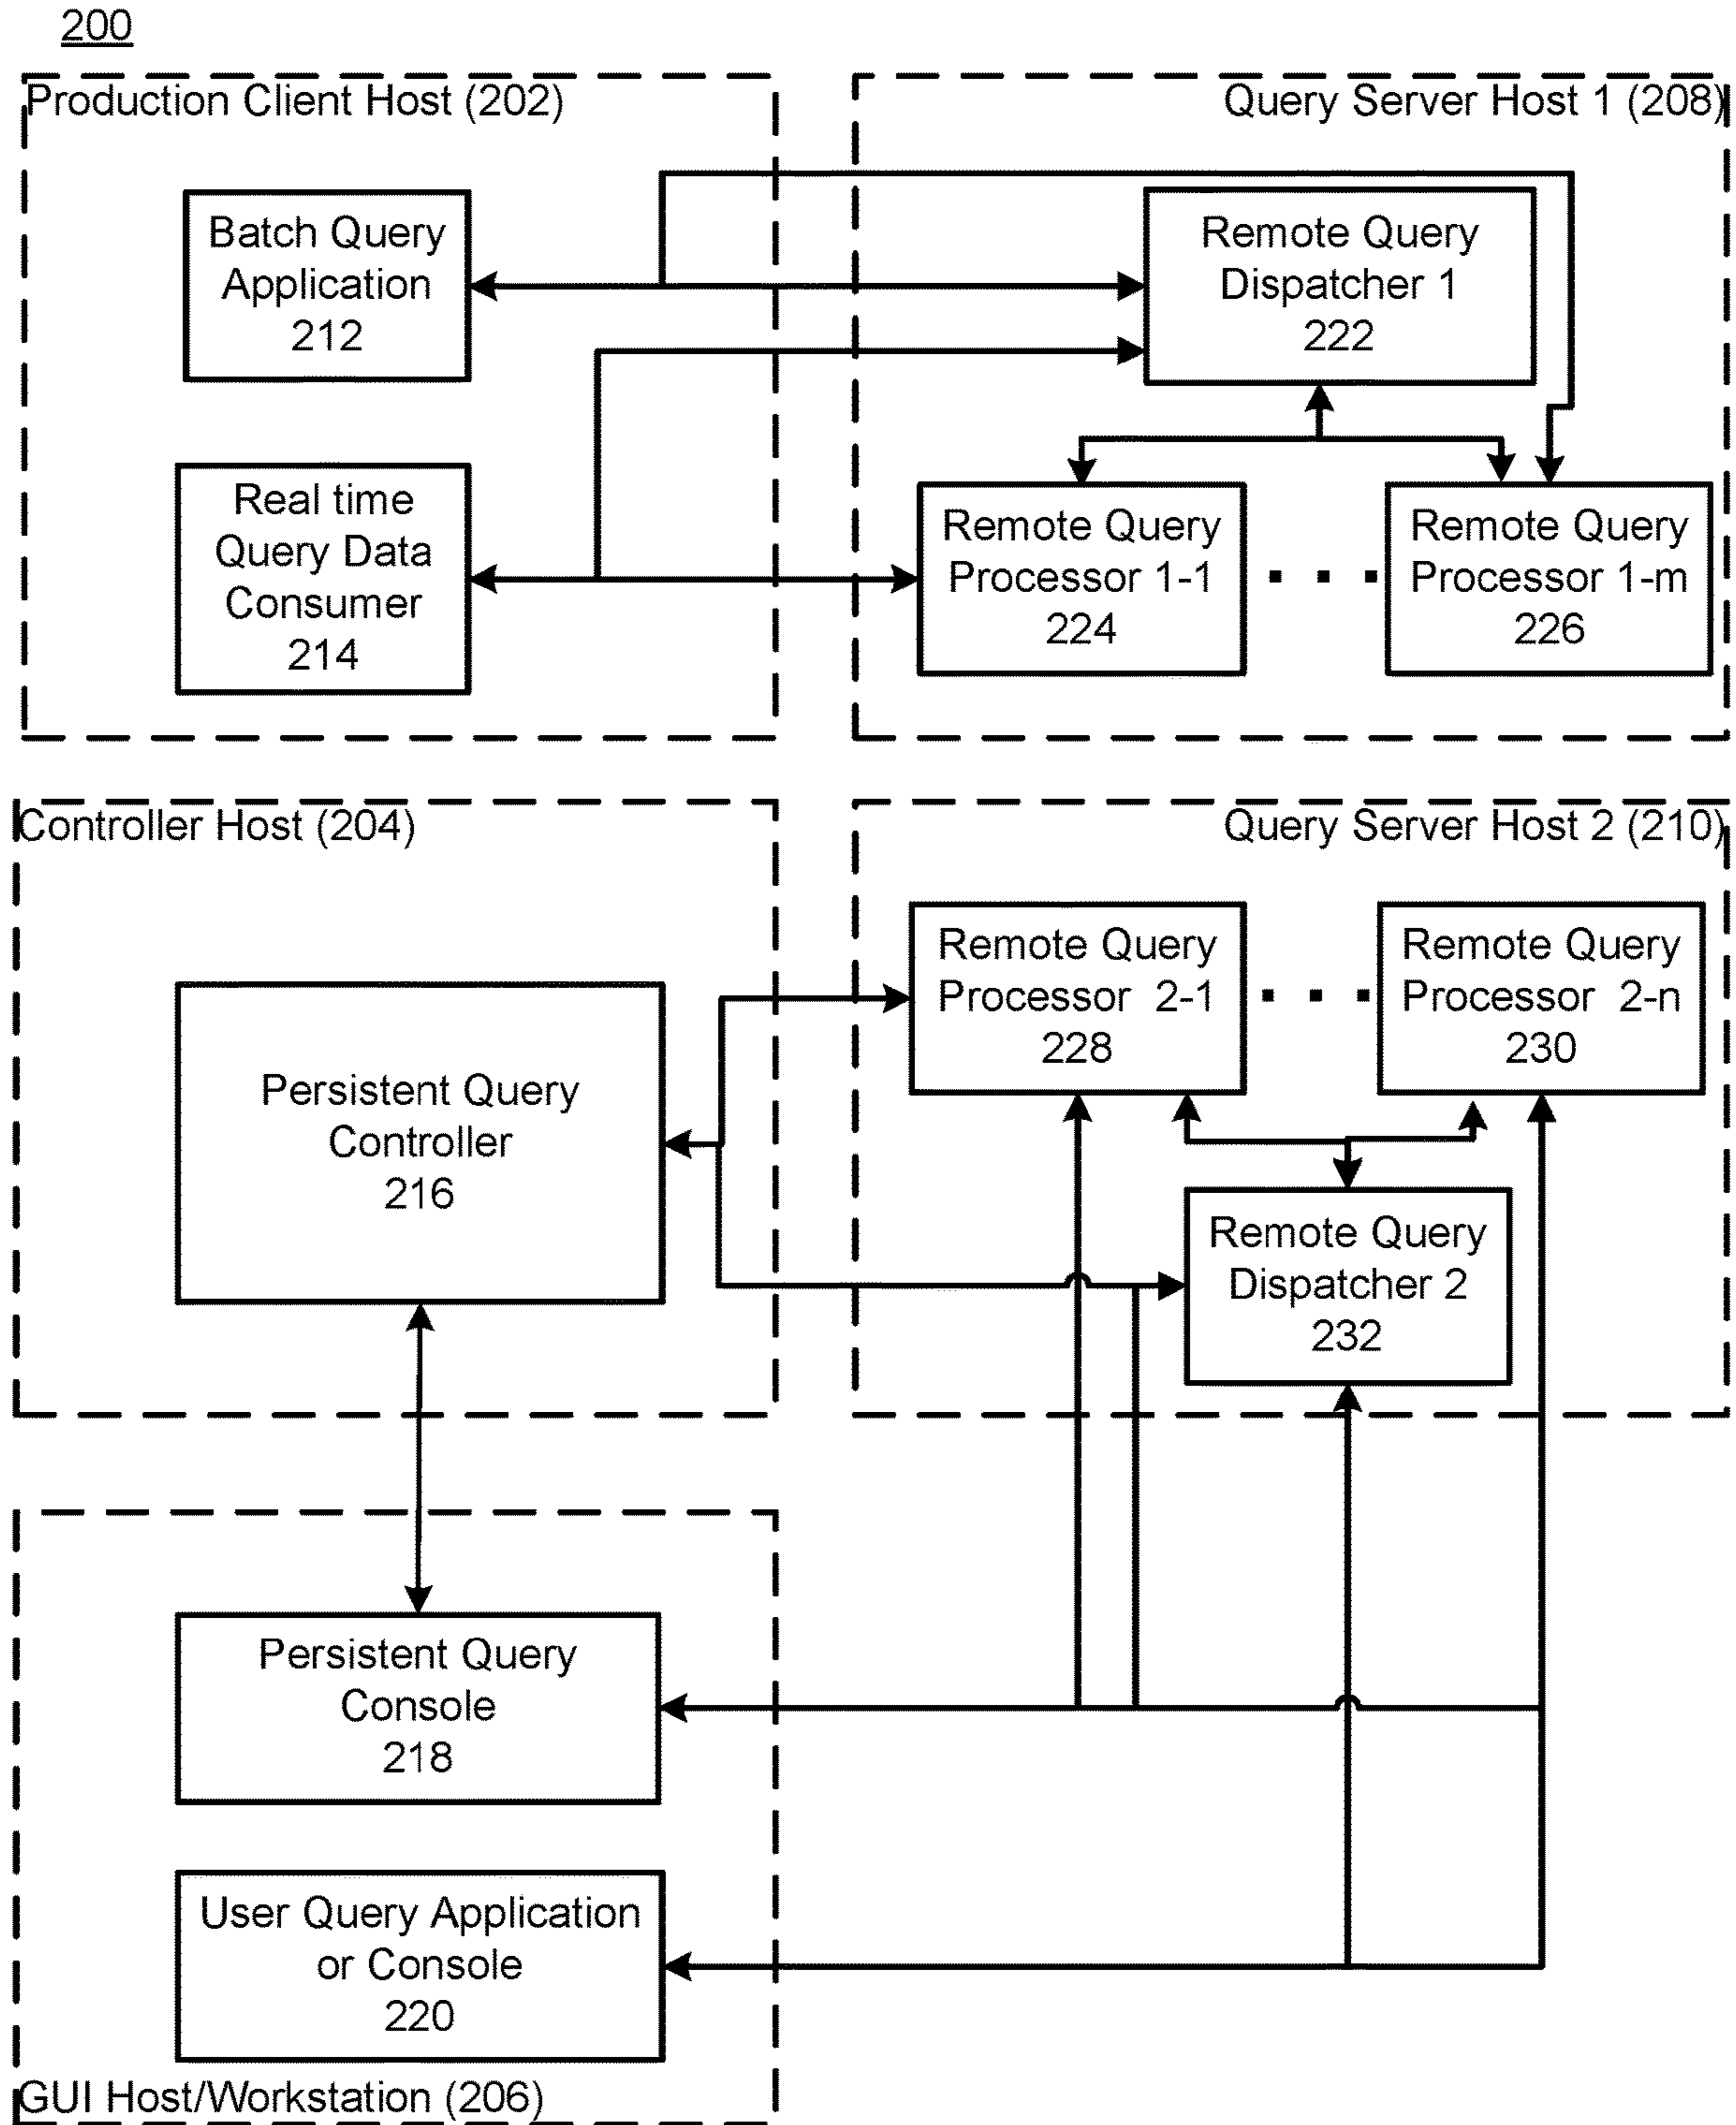 200
Production Client Host (202)
Batch Query
Application
212
Real time
Query Data
Consumer
214
Query Server Host 1 (208)
Remote Query
Dispatcher 1
222
Remote Query
Processor 1-1
224
Remote Query
Processor 1-m
226
Controller Host (204)
Persistent Query
Controller
216
Query Server Host 2 (210)
Remote Query
Processor 2-1
228
Remote Query
Processor 2-n
230
Remote Query
Dispatcher 2
232
Persistent Query
Console
218
User Query Application
or Console
220
GUI Host/Workstation (206)